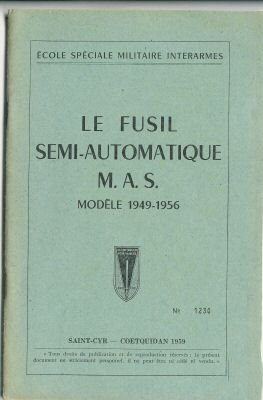 ÉCOLE SPÉCIALE MILITAIRE INTERARMES
LE FUSIL
SEMI-AUTOMATIQUE
M. A. S.
MODÈLE 1949-1956
№ 1230
SAINT-CYR — COETQUIDAN 1959
« Tous droits de publication et de reproduction réservés ; le présent
document est strictement personnel. Il ne peut être ni cédé ni vendu. »